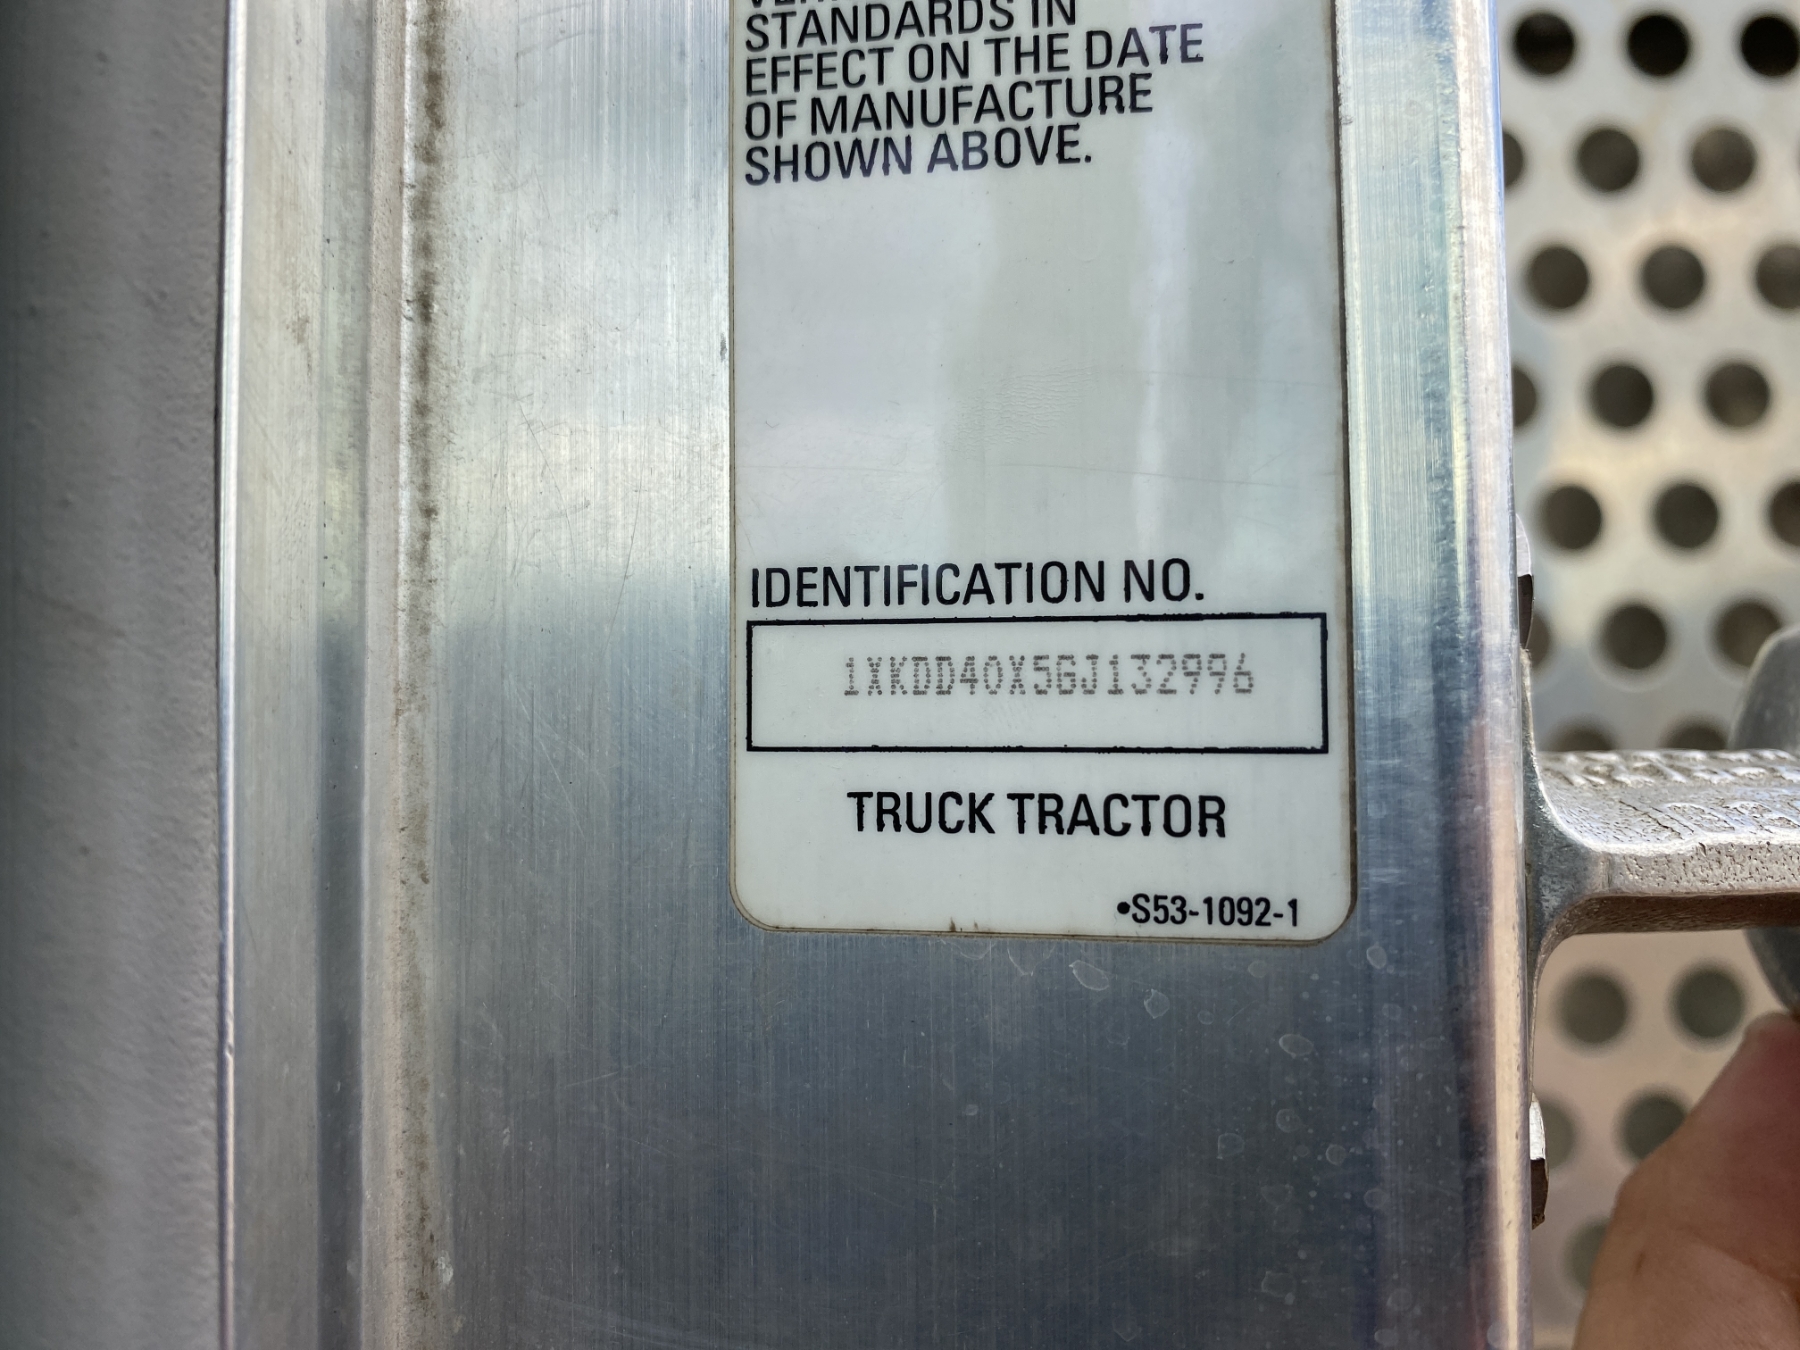 STANDARDS IN
EFFECT ON THE DATE
OF MANUFACTURE
SHOWN ABOVE.
IDENTIFICATION NO.
1XKDD40X5GJ132996
TRUCK TRACTOR
•S53-1092-1